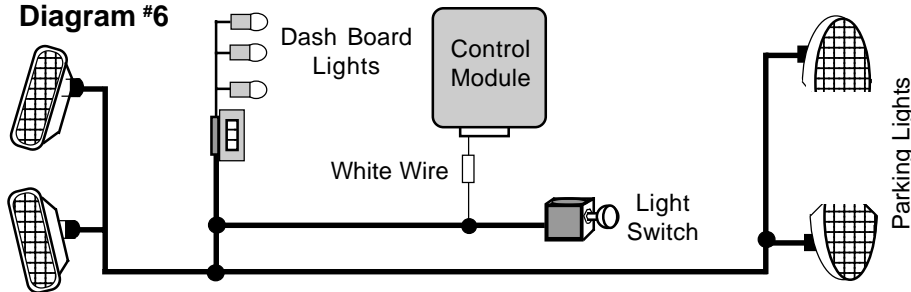 Diagram #6
Dash Board
Lights
Control
Module
White Wire
Light
Switch
Parking Lights